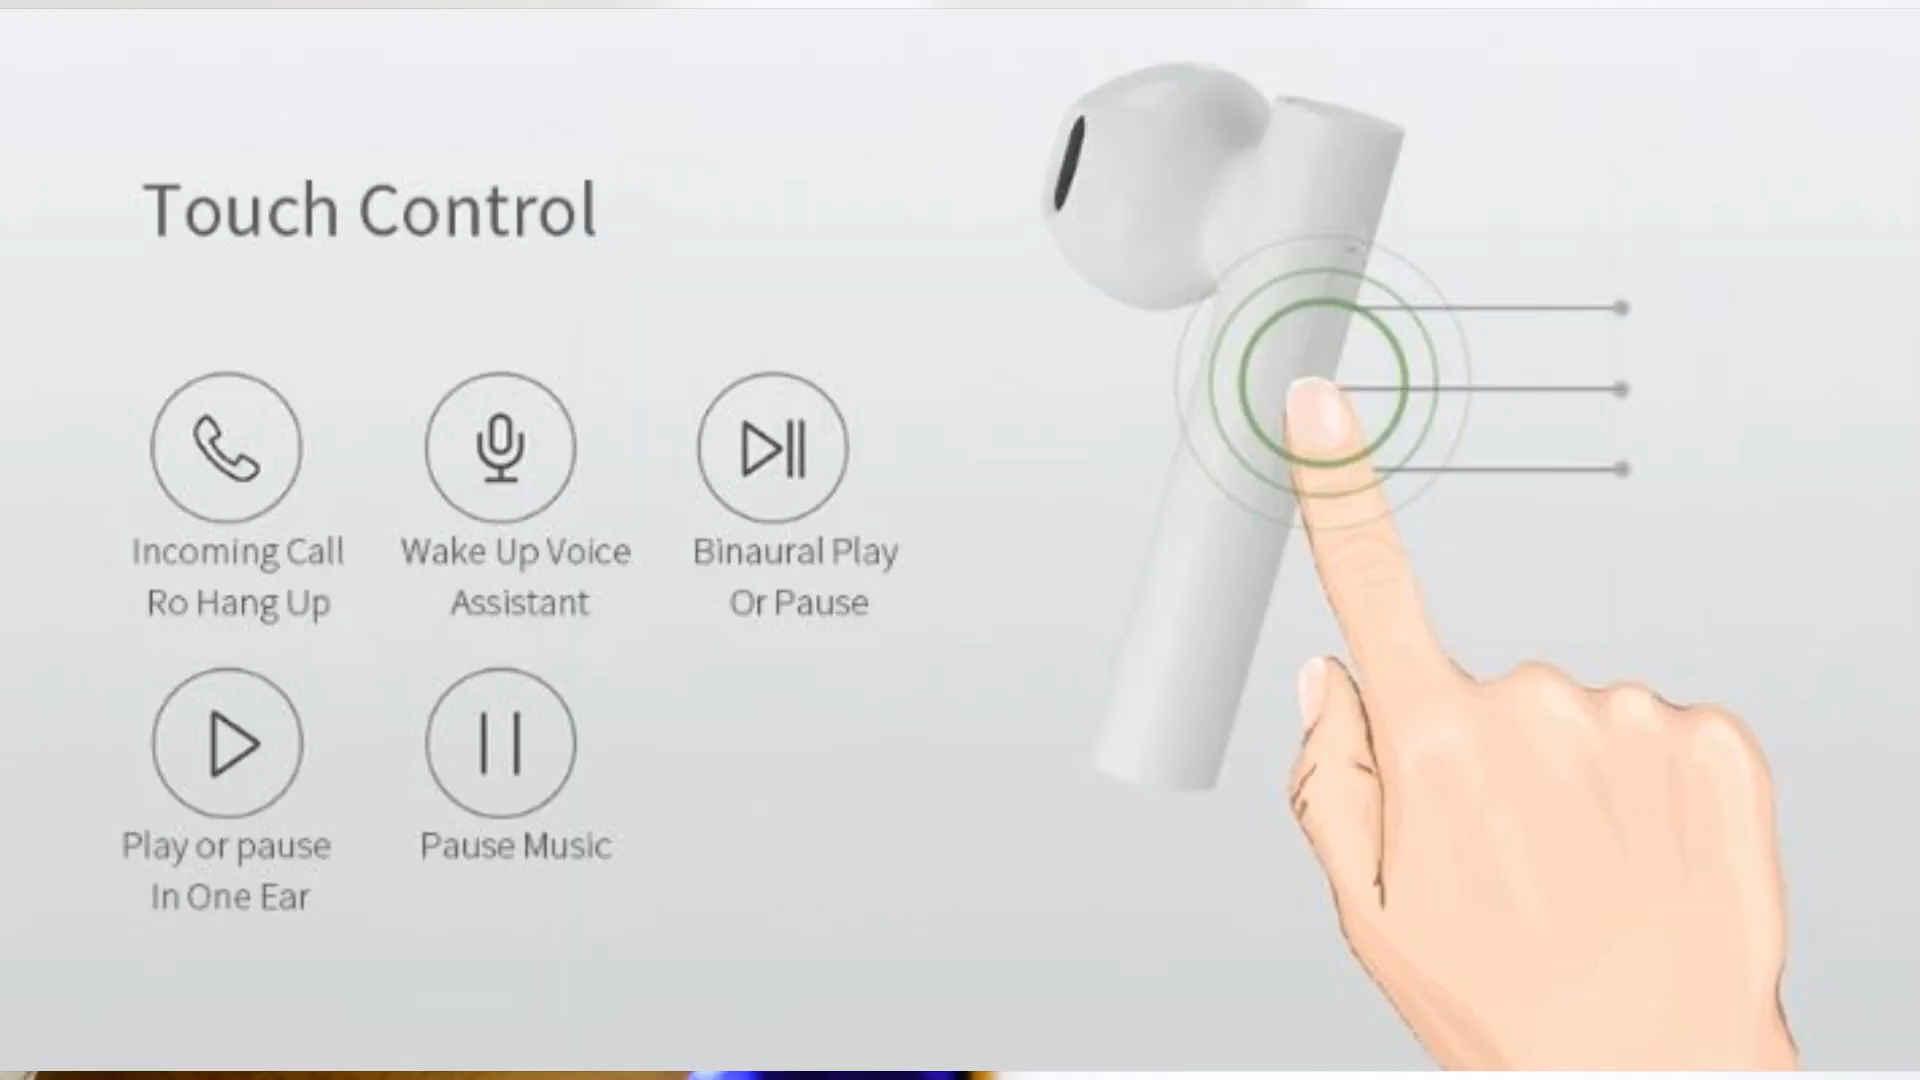 Touch Control
Incoming Call
Ro Hang Up
Wake Up Voice
Assistant
Binaural Play
Or Pause
Play or pause
In One Ear
Pause Music